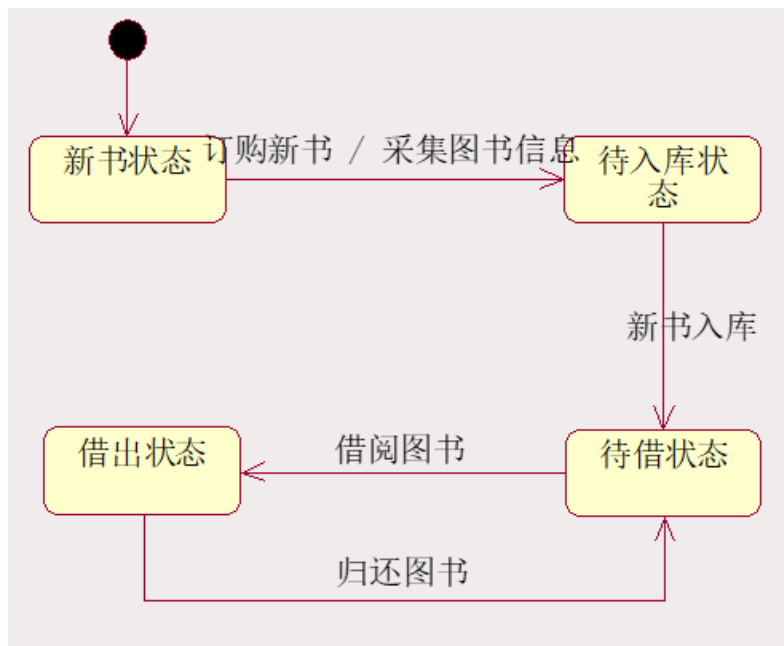 新书状态
订购新书 / 采集图书信息
待入库状
态
新书入库
借出状态
借阅图书
待借状态
归还图书